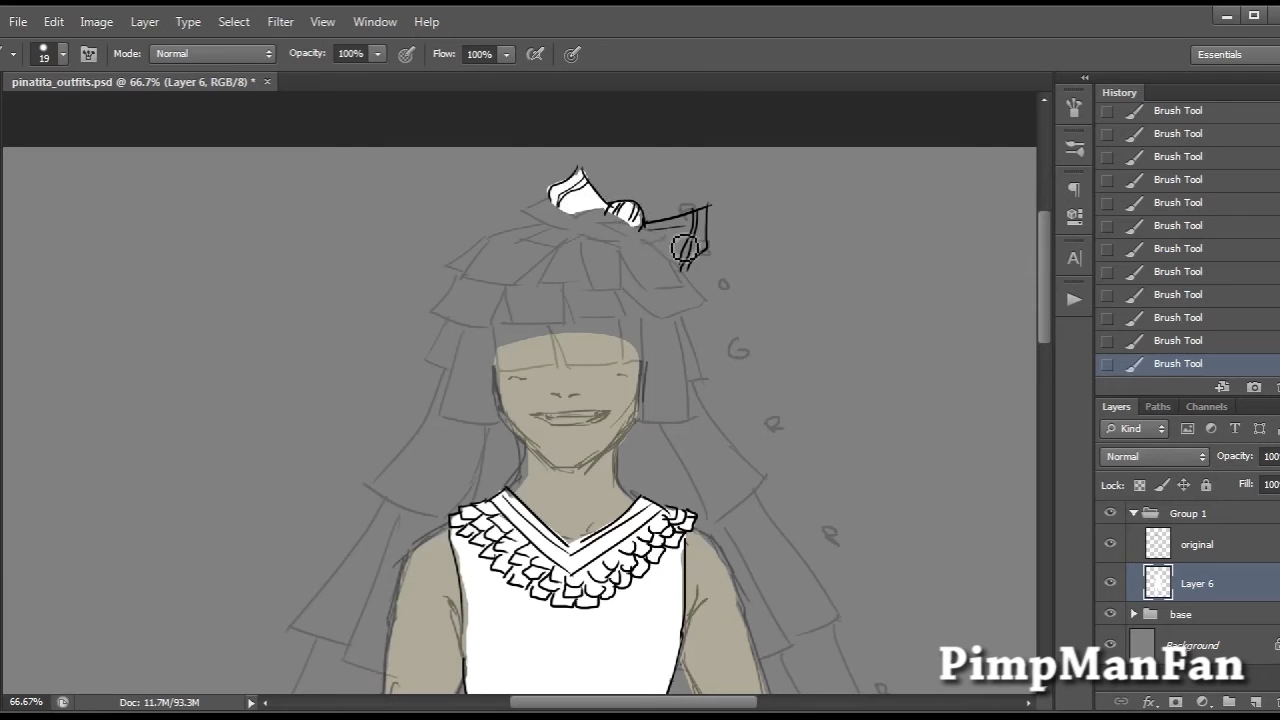 File Edit Image Layer Type Select Filter View Window Help
19 Mode: Normal Opacity: 100% Flow: 100% Essentials
pinatita_outfits.psd @ 66.7% (Layer 6, RGB/8) * ×
History
Brush Tool
Brush Tool
Brush Tool
Brush Tool
Brush Tool
Brush Tool
Brush Tool
Brush Tool
Brush Tool
Brush Tool
Brush Tool
Brush Tool
Layers Paths Channels
Kind
Normal Opacity: 100
Lock: Fill: 100
Group 1
original
Layer 6
base
Background
PimpManFan
66.67% Doc: 11.7M/93.3M